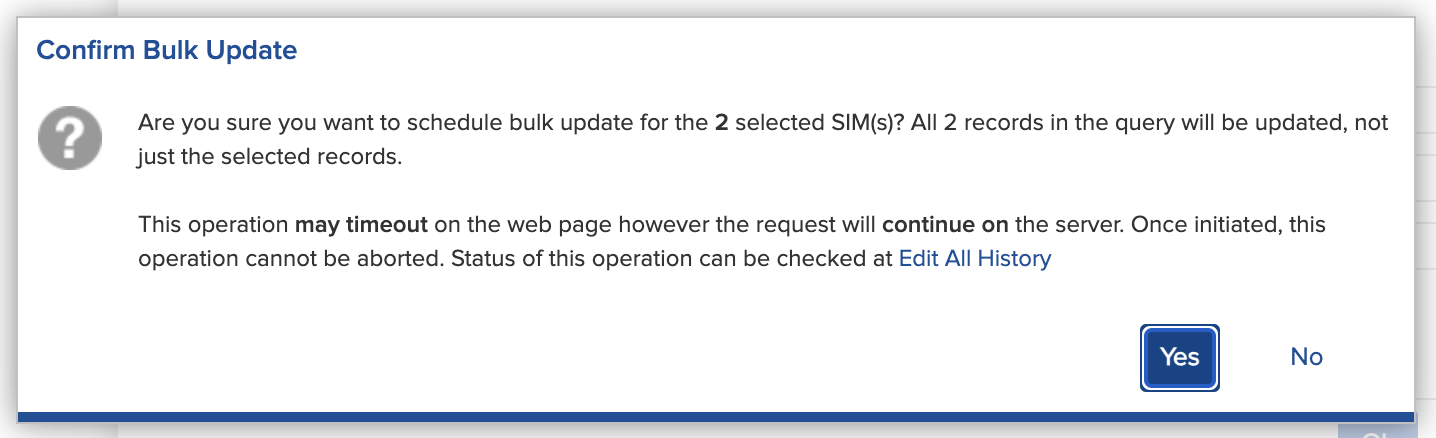 Confirm Bulk Update
?
Are you sure you want to schedule bulk update for the 2 selected SIM(s)? All 2 records in the query will be updated, not
just the selected records.
This operation may timeout on the web page however the request will continue on the server. Once initiated, this
operation cannot be aborted. Status of this operation can be checked at Edit All History
Yes No